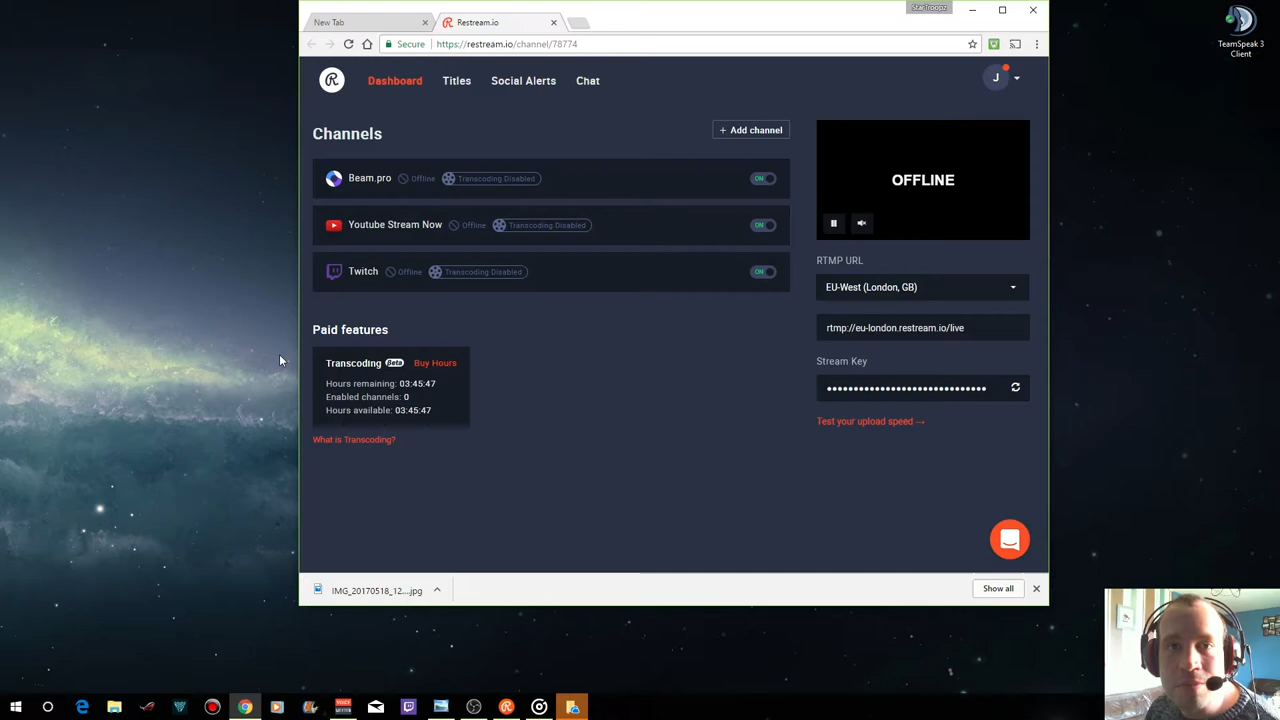 StarTroopz
New Tab
Restream.io
Secure https://restream.io/channel/78774
TeamSpeak 3
Client
Dashboard Titles Social Alerts Chat
J
Channels
+ Add channel
Beam.pro Offline Transcoding Disabled ON
Youtube Stream Now Offline Transcoding Disabled ON
Twitch Offline Transcoding Disabled ON
OFFLINE
RTMP URL
EU-West (London, GB)
rtmp://eu-london.restream.io/live
Stream Key
Test your upload speed →
Paid features
Transcoding Beta Buy Hours
Hours remaining: 03:45:47
Enabled channels: 0
Hours available: 03:45:47
What is Transcoding?
IMG_20170518_12....jpg
Show all